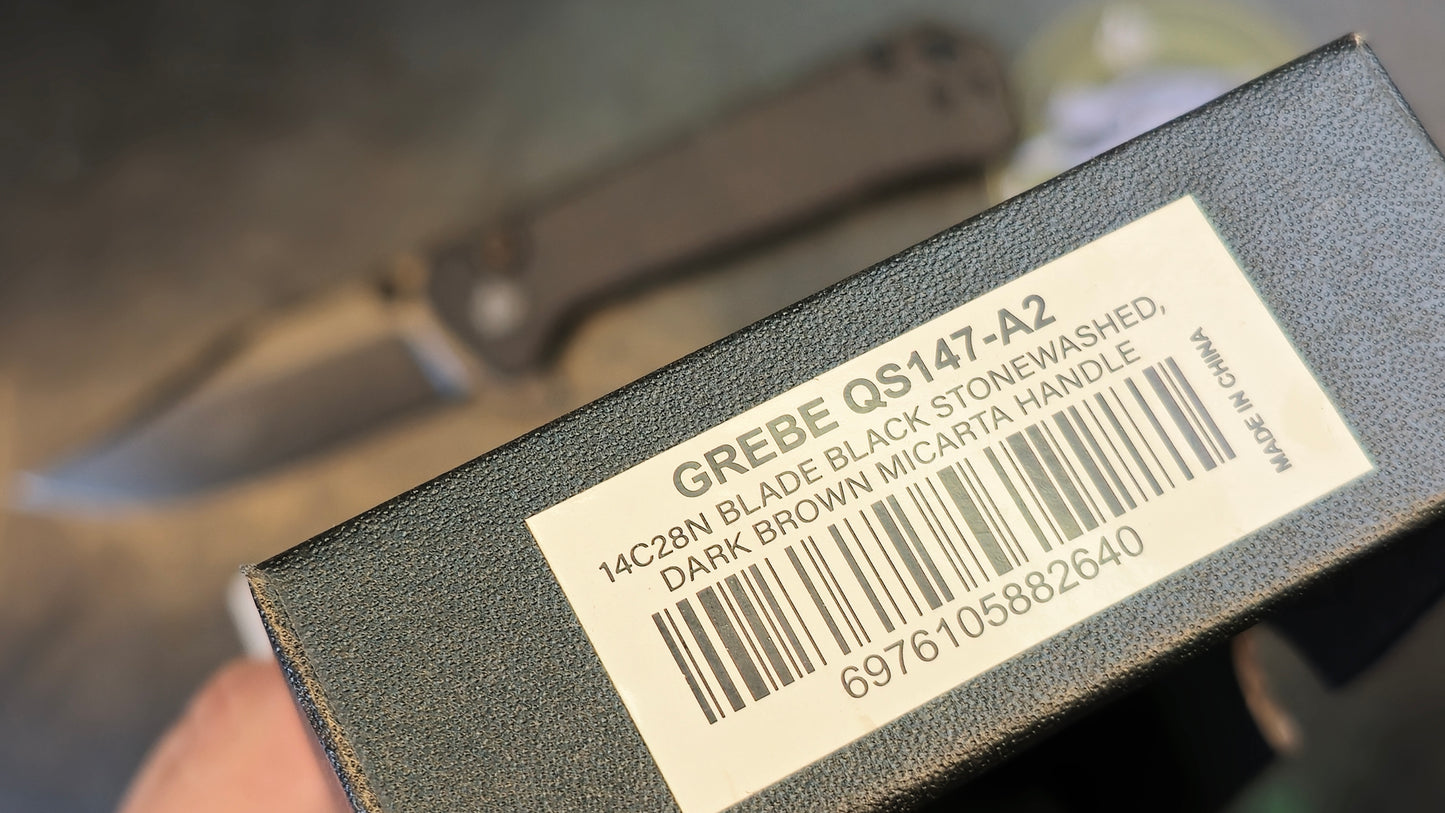 GREBE QS147-A2
14C28N BLADE BLACK STONEWASHED,
DARK BROWN MICARTA HANDLE
6976105882640
MADE IN CHINA